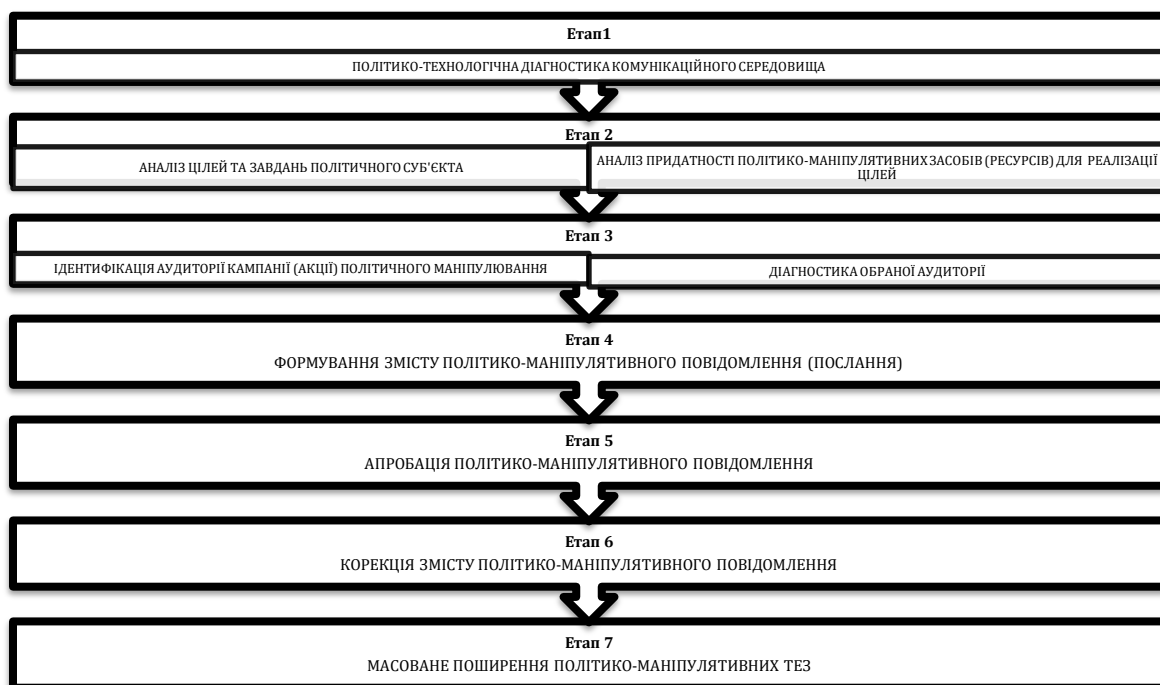 Етап1
ПОЛІТИКО-ТЕХНОЛОГІЧНА ДІАГНОСТИКА КОМУНІКАЦІЙНОГО СЕРЕДОВИЩА
Етап 2
АНАЛІЗ ЦІЛЕЙ ТА ЗАВДАНЬ ПОЛІТИЧНОГО СУБ'ЄКТА
АНАЛІЗ ПРИДАТНОСТІ ПОЛІТИКО-МАНІПУЛЯТИВНИХ ЗАСОБІВ (РЕСУРСІВ) ДЛЯ РЕАЛІЗАЦІЇ
ЦІЛЕЙ
Етап 3
ІДЕНТИФІКАЦІЯ АУДИТОРІЇ КАМПАНІЇ (АКЦІЇ) ПОЛІТИЧНОГО МАНІПУЛЮВАННЯ
ДІАГНОСТИКА ОБРАНОЇ АУДИТОРІЇ
Етап 4
ФОРМУВАННЯ ЗМІСТУ ПОЛІТИКО-МАНІПУЛЯТИВНОГО ПОВІДОМЛЕННЯ (ПОСЛАННЯ)
Етап 5
АПРОБАЦІЯ ПОЛІТИКО-МАНІПУЛЯТИВНОГО ПОВІДОМЛЕННЯ
Етап 6
КОРЕКЦІЯ ЗМІСТУ ПОЛІТИКО-МАНІПУЛЯТИВНОГО ПОВІДОМЛЕННЯ
Етап 7
МАСОВАНЕ ПОШИРЕННЯ ПОЛІТИКО-МАНІПУЛЯТИВНИХ ТЕЗ